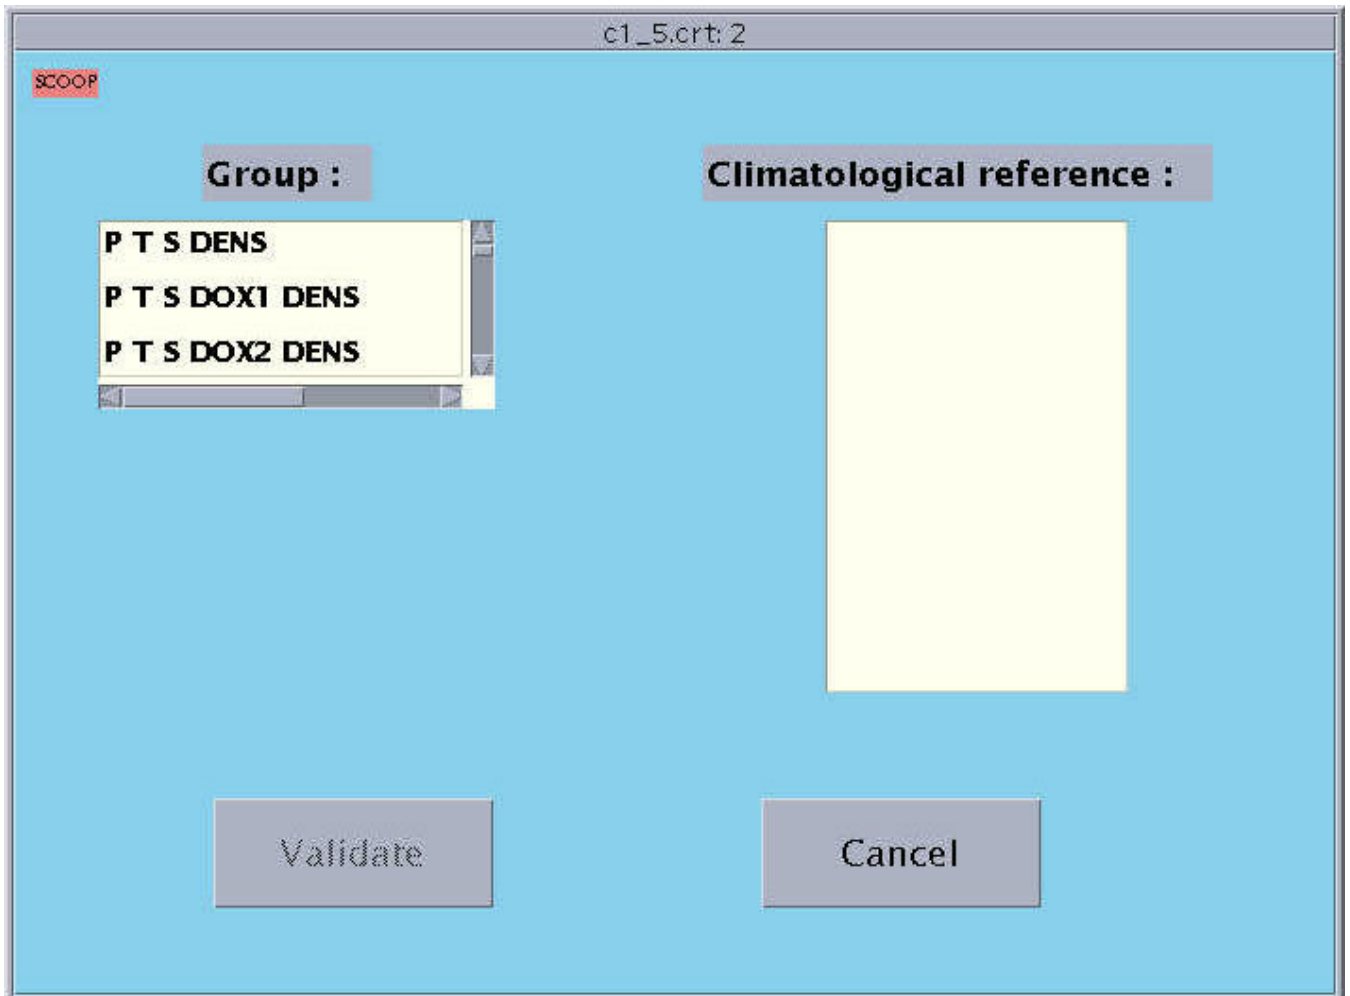 c1_5.crt: 2
SCOOP
Group :
Climatological reference :
P T S DENS
P T S DOX1 DENS
P T S DOX2 DENS
Validate
Cancel